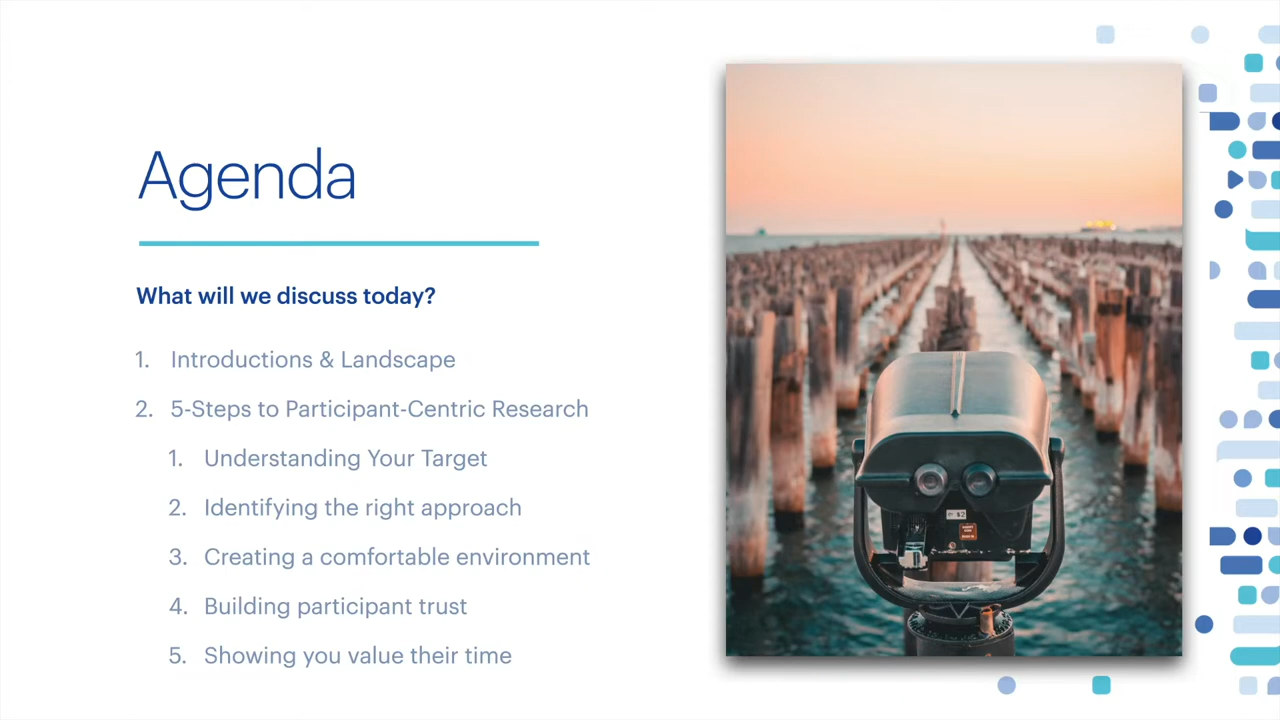 Agenda
What will we discuss today?
1. Introductions & Landscape
2. 5-Steps to Participant-Centric Research
1. Understanding Your Target
2. Identifying the right approach
3. Creating a comfortable environment
4. Building participant trust
5. Showing you value their time
$2